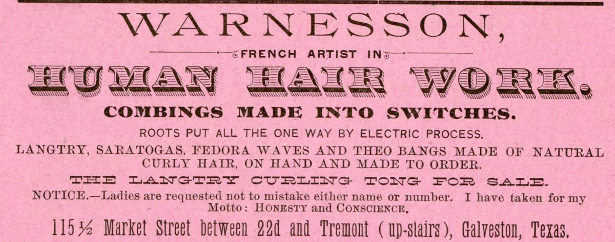 WARNESSON,
FRENCH ARTIST IN
HUMAN HAIR WORK.
COMBINGS MADE INTO SWITCHES.
ROOTS PUT ALL THE ONE WAY BY ELECTRIC PROCESS.
LANGTRY, SARATOGAS, FEDORA WAVES AND THEO BANGS MADE OF NATURAL
CURLY HAIR, ON HAND AND MADE TO ORDER.
THE LANGTRY CURLING TONG FOR SALE.
NOTICE.—Ladies are requested not to mistake either name or number. I have taken for my
Motto: HONESTY and CONSCIENCE.
115½ Market Street between 22d and Tremont (up-stairs), Galveston, Texas.